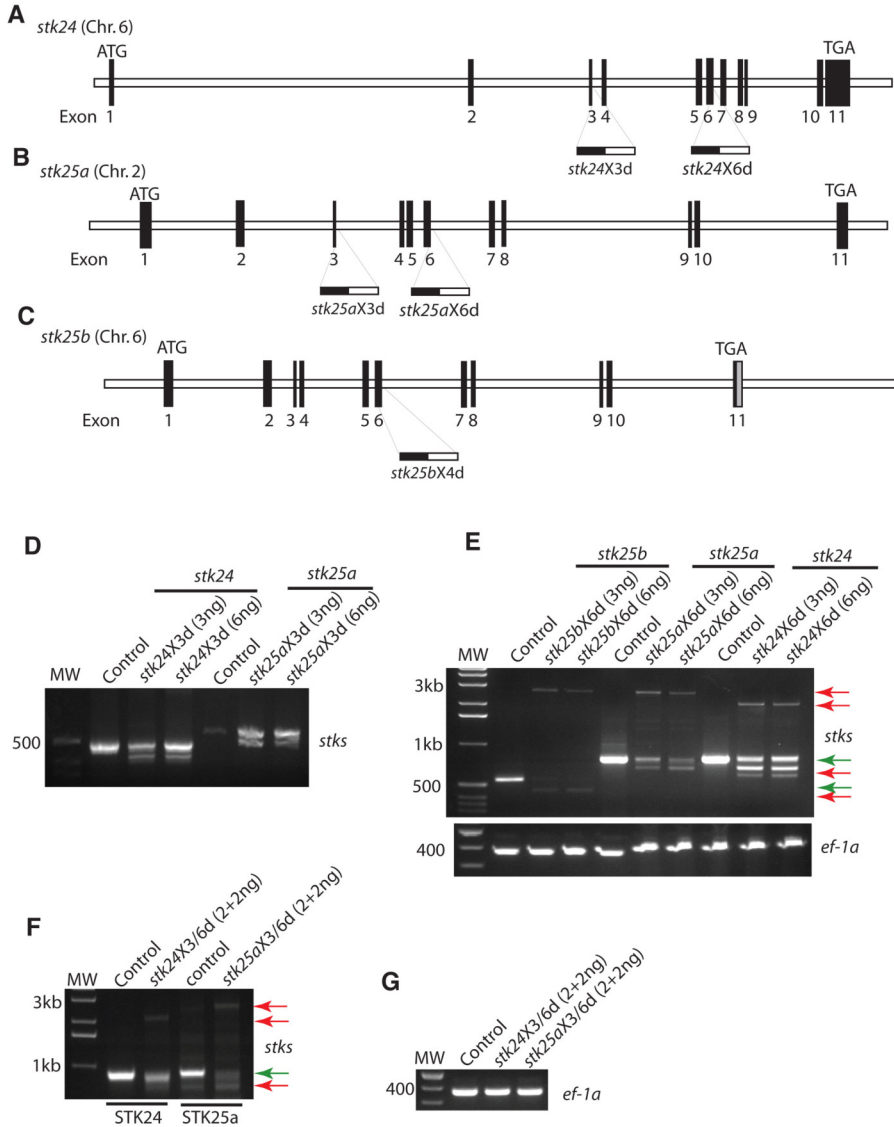 A
stk24 (Chr. 6)
ATG
TGA
Exon 1 2 3 4 5 6 7 8 9 10 11
stk24X3d
stk24X6d
B
stk25a (Chr. 2)
ATG
TGA
Exon 1 2 3 4 5 6 7 8 9 10 11
stk25aX3d
stk25aX6d
C
stk25b (Chr. 6)
ATG
TGA
Exon 1 2 3 4 5 6 7 8 9 10 11
stk25bX4d
D
stk24
stk25a
MW
Control
stk24X3d (3ng)
stk24X3d (6ng)
Control
stk25aX3d (3ng)
stk25aX3d (6ng)
500
stks
E
stk25b
stk25a
stk24
MW
Control
stk25bX6d (3ng)
stk25bX6d (6ng)
Control
stk25aX6d (3ng)
stk25aX6d (6ng)
Control
stk24X6d (3ng)
stk24X6d (6ng)
3kb
1kb
500
stks
400
ef-1a
F
MW
Control
stk24X3/6d (2+2ng)
control
stk25aX3/6d (2+2ng)
3kb
1kb
stks
STK24
STK25a
G
MW
Control
stk24X3/6d (2+2ng)
stk25aX3/6d (2+2ng)
400
ef-1a